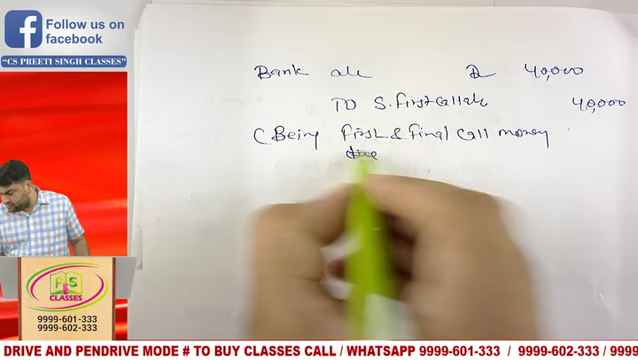 Follow us on
facebook
"CS PREETI SINGH CLASSES"
Bank a/c Dr 40,000
To S. first call a/c 40,000
(Being first & final call money
due
PS
CLASSES
9999-601-333
9999-602-333
DRIVE AND PENDRIVE MODE # TO BUY CLASSES CALL / WHATSAPP 9999-601-333 / 9999-602-333 / 9999